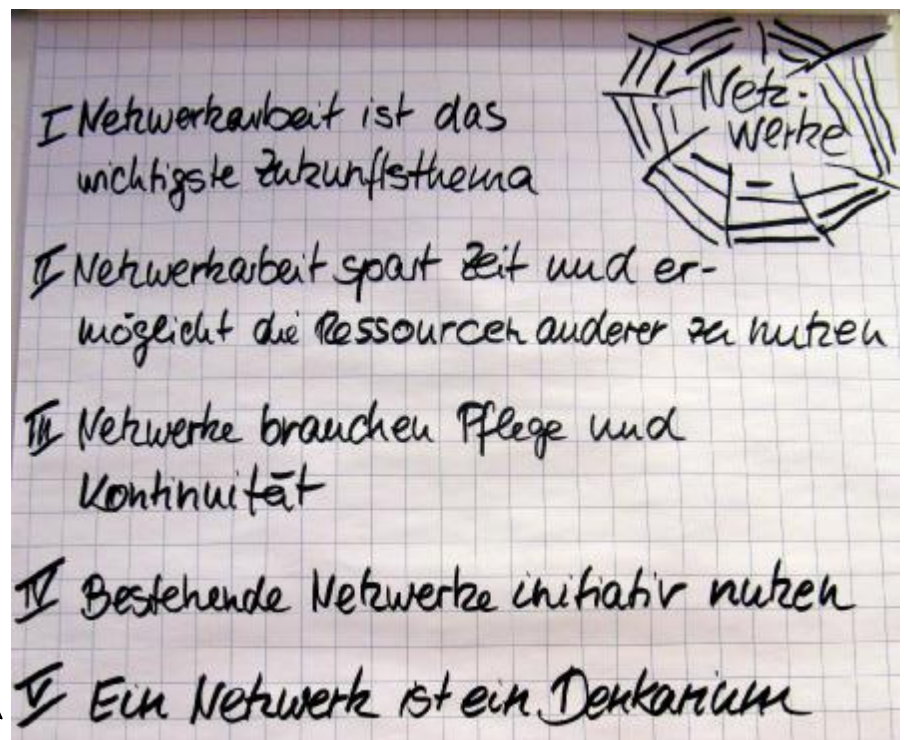 Netz-
werke
I Netzwerkarbeit ist das
wichtigste Zukunftsthema
II Netzwerkarbeit spart Zeit und er-
möglicht die Ressourcen anderer zu nutzen
III Netzwerke brauchen Pflege und
Kontinuität
IV Bestehende Netzwerke initiativ nutzen
V Ein Netzwerk ist ein Denkarium